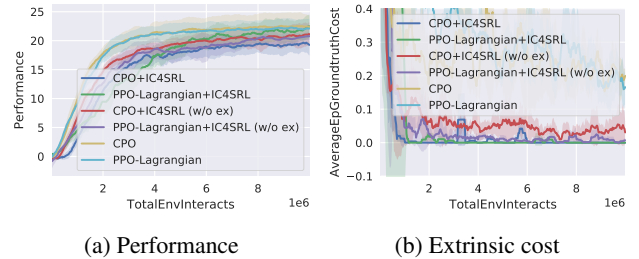 25
20
15
10
5
0
Performance
CPO+IC4SRL
PPO-Lagrangian+IC4SRL
CPO+IC4SRL (w/o ex)
PPO-Lagrangian+IC4SRL (w/o ex)
CPO
PPO-Lagrangian
2 4 6 8
1e6
TotalEnvInteracts
(a) Performance
0.4
0.3
0.2
0.1
0.0
−0.1
AverageEpGroundtruthCost
CPO+IC4SRL
PPO-Lagrangian+IC4SRL
CPO+IC4SRL (w/o ex)
PPO-Lagrangian+IC4SRL (w/o ex)
CPO
PPO-Lagrangian
2 4 6 8
1e6
TotalEnvInteracts
(b) Extrinsic cost